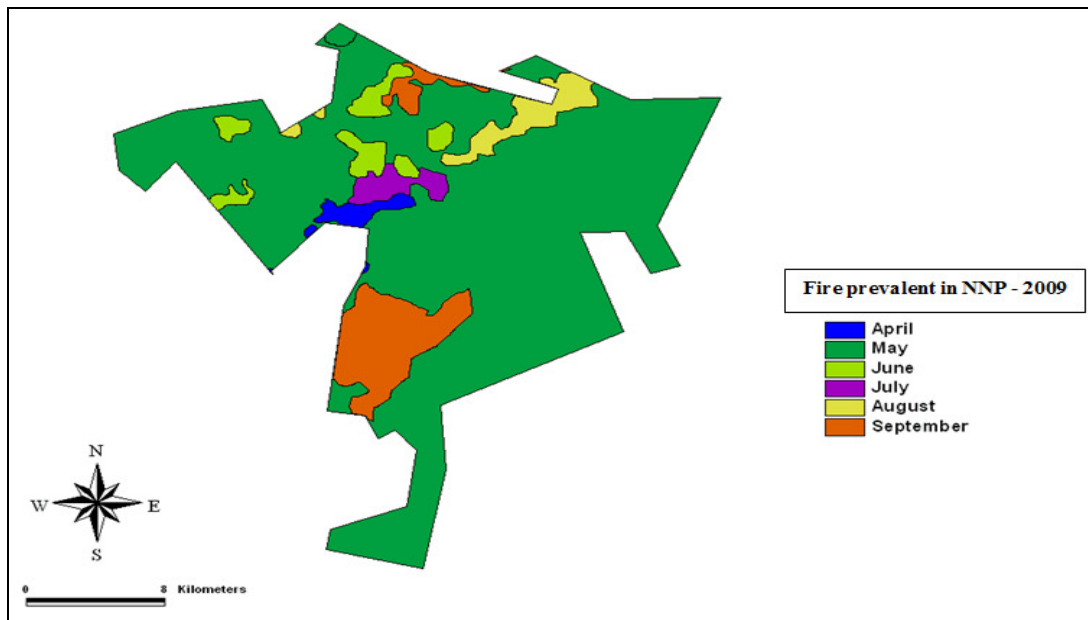 Fire prevalent in NNP - 2009
April
May
June
July
August
September
N
W E
S
0 8 Kilometers